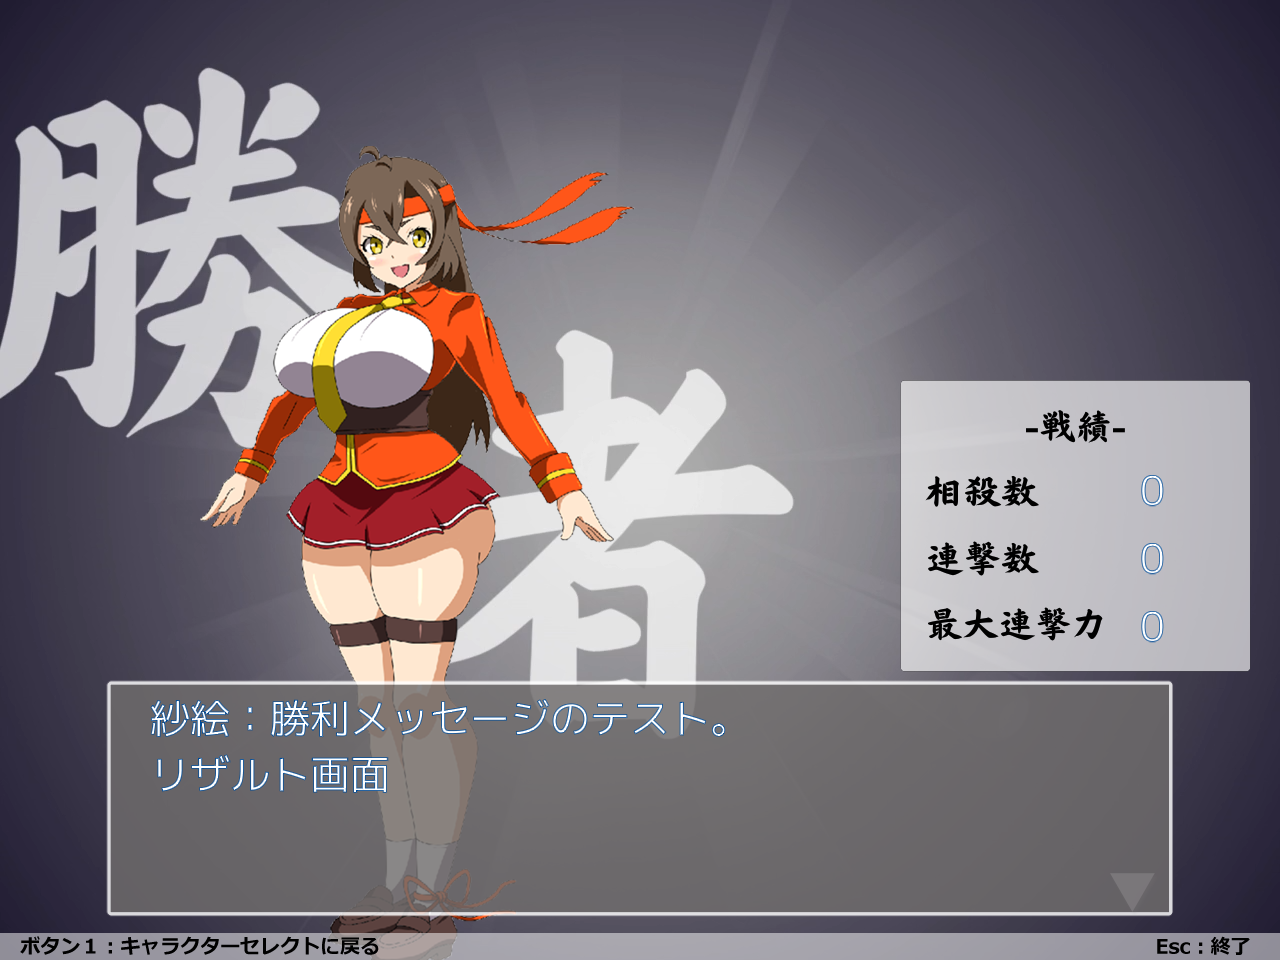 勝者
-戦績-
相殺数 0
連撃数 0
最大連撃力 0
紗絵：勝利メッセージのテスト。
リザルト画面
ボタン１：キャラクターセレクトに戻る
Esc：終了